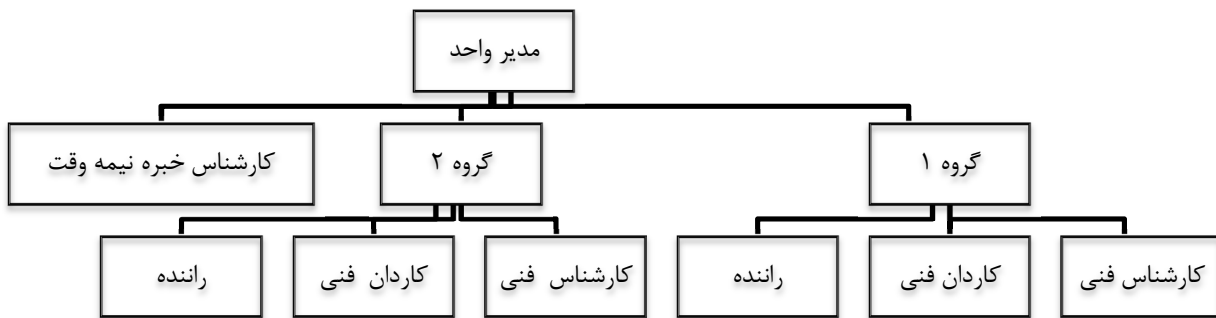 مدیر واحد
گروه ۱
گروه ۲
کارشناس خبره نیمه وقت
کارشناس فنی
کاردان فنی
راننده
کارشناس فنی
کاردان فنی
راننده